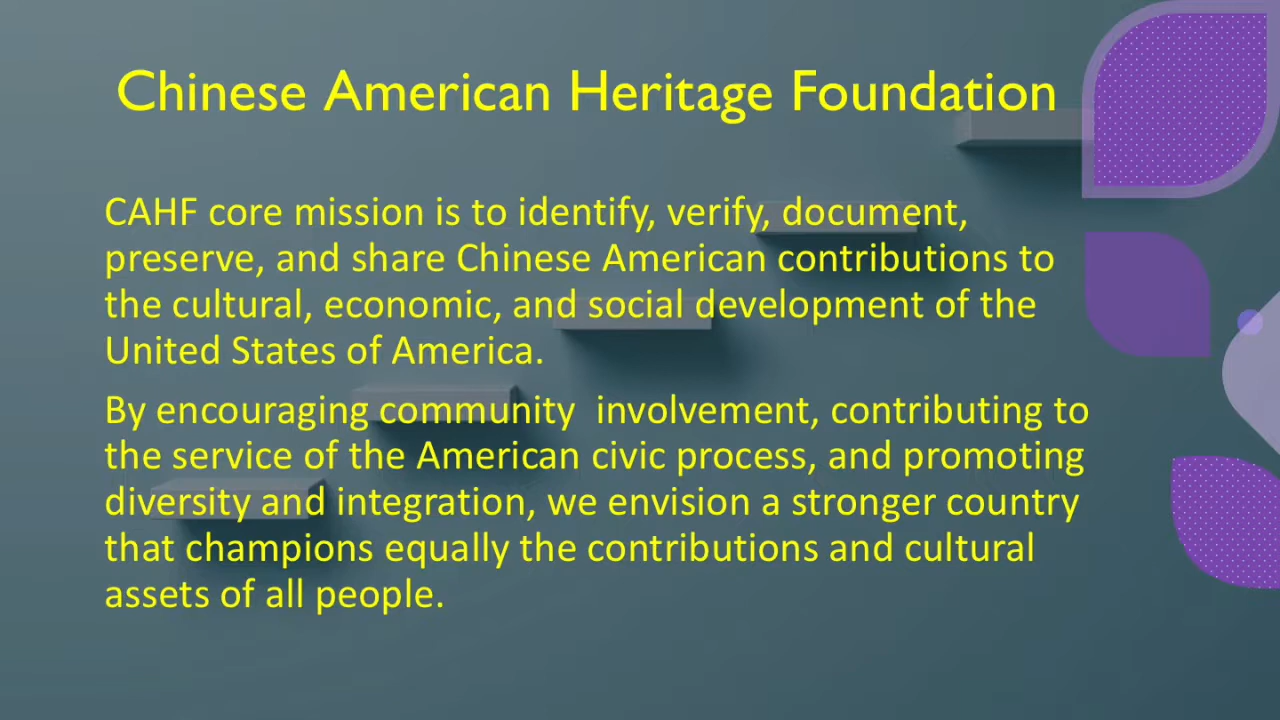 Chinese American Heritage Foundation
CAHF core mission is to identify, verify, document,
preserve, and share Chinese American contributions to
the cultural, economic, and social development of the
United States of America.
By encouraging community  involvement, contributing to
the service of the American civic process, and promoting
diversity and integration, we envision a stronger country
that champions equally the contributions and cultural
assets of all people.